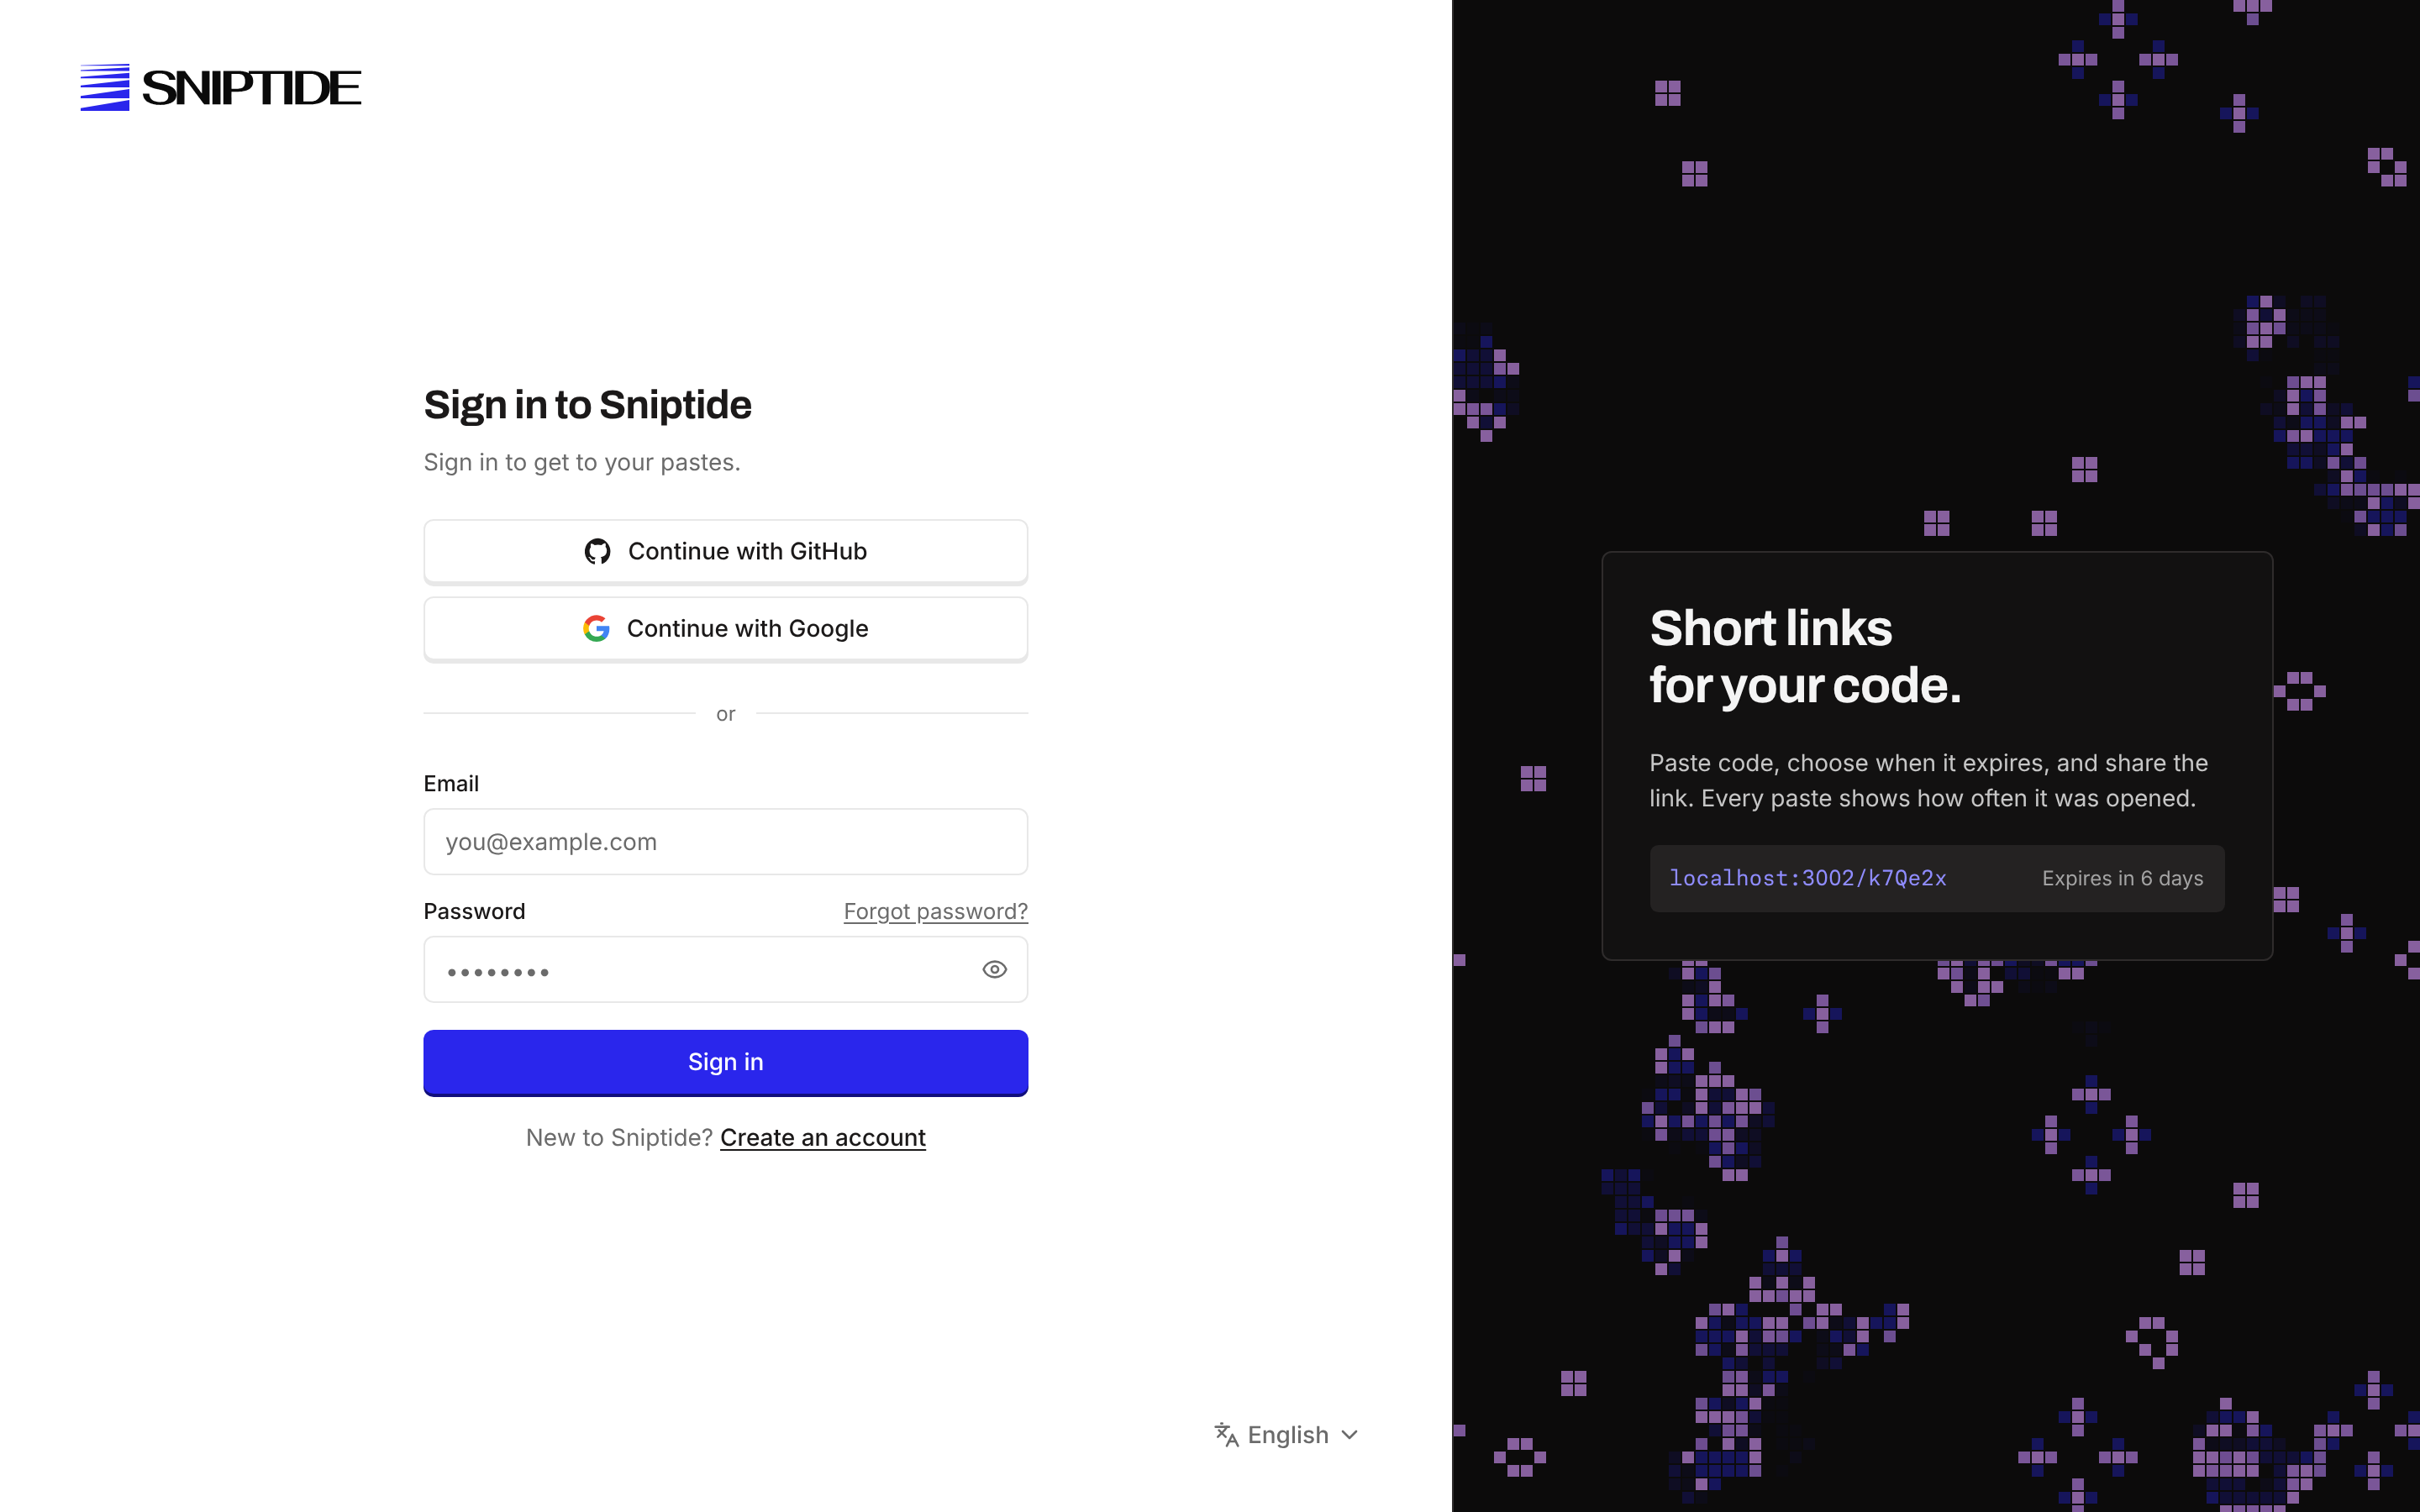 SNIPTIDE
Sign in to Sniptide
Sign in to get to your pastes.
Continue with GitHub
Continue with Google
or
Email
you@example.com
Password
Forgot password?
••••••••
Sign in
New to Sniptide? Create an account
English
Short links
for your code.
Paste code, choose when it expires, and share the
link. Every paste shows how often it was opened.
localhost:3002/k7Qe2x
Expires in 6 days